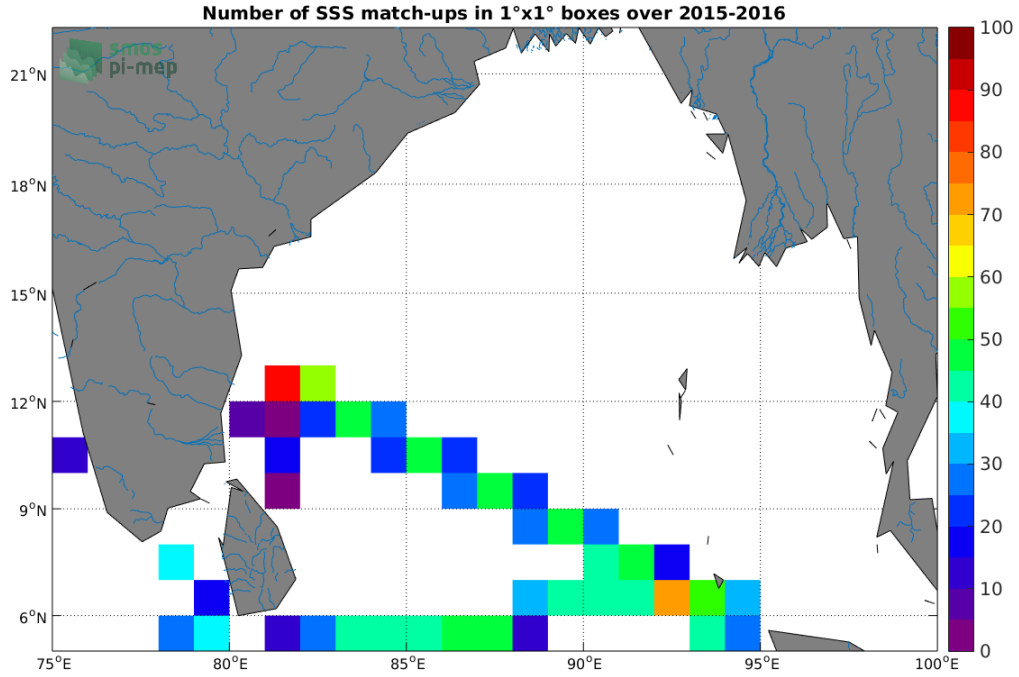 Number of SSS match-ups in 1°x1° boxes over 2015-2016
smos
pi-mep
21°N
18°N
15°N
12°N
9°N
6°N
75°E
80°E
85°E
90°E
95°E
100°E
100
90
80
70
60
50
40
30
20
10
0